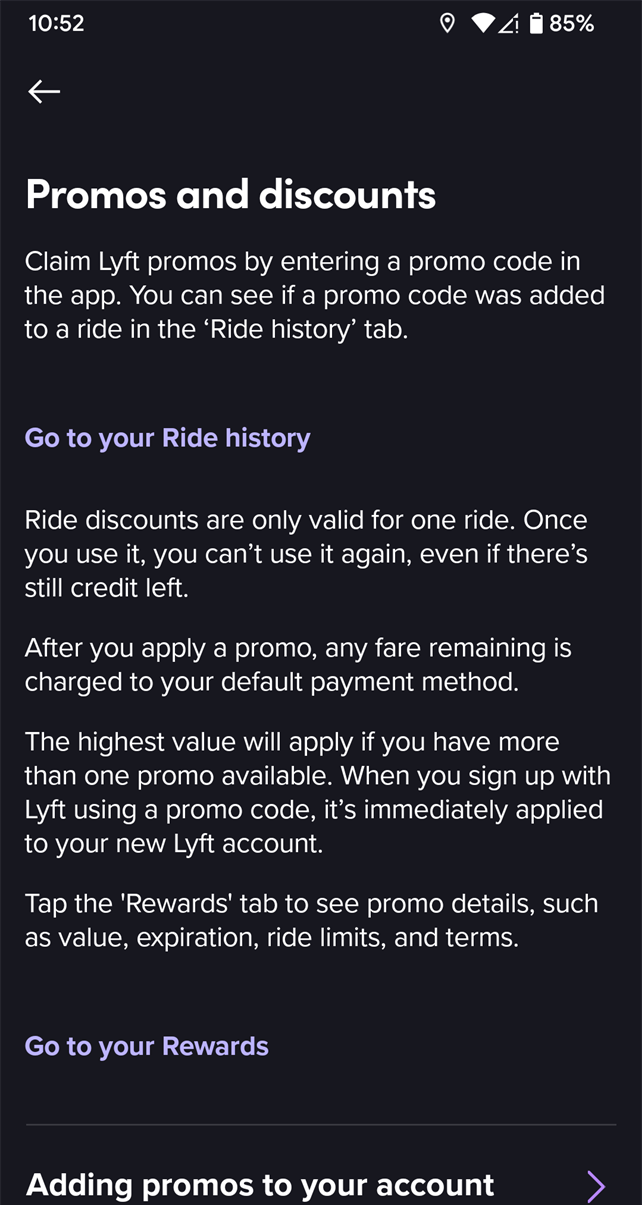 10:52
85%
Promos and discounts
Claim Lyft promos by entering a promo code in
the app. You can see if a promo code was added
to a ride in the ‘Ride history’ tab.
Go to your Ride history
Ride discounts are only valid for one ride. Once
you use it, you can’t use it again, even if there’s
still credit left.
After you apply a promo, any fare remaining is
charged to your default payment method.
The highest value will apply if you have more
than one promo available. When you sign up with
Lyft using a promo code, it’s immediately applied
to your new Lyft account.
Tap the 'Rewards' tab to see promo details, such
as value, expiration, ride limits, and terms.
Go to your Rewards
Adding promos to your account